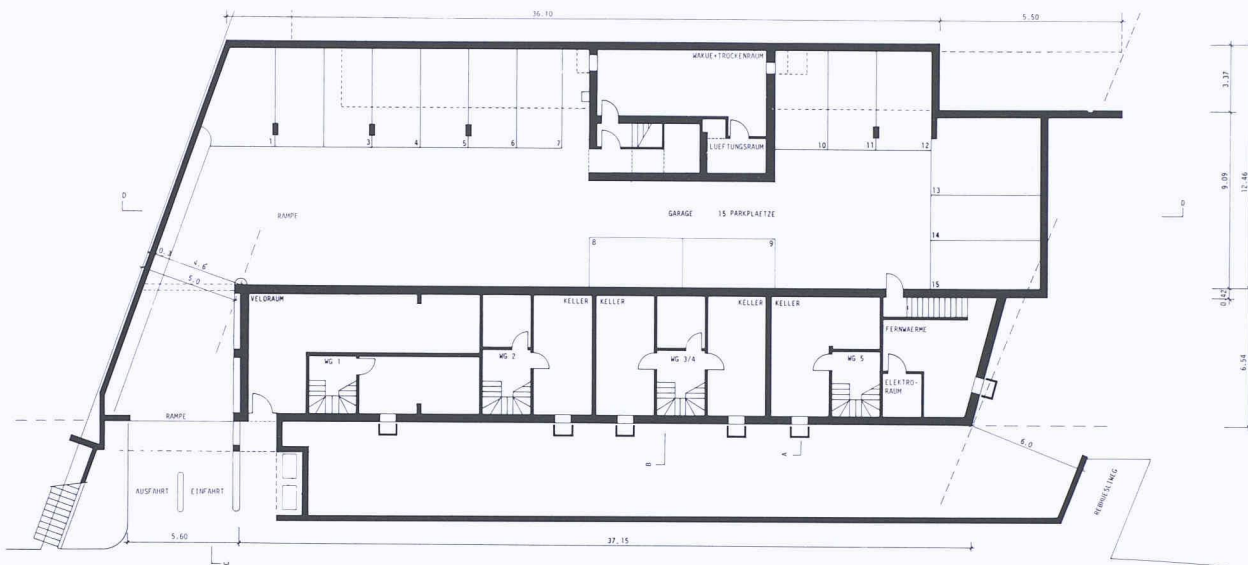 36.10
5.50
WAKUE+TROCKENRAUM
3.37
1
3
4
5
6
7
LUEFTUNGSRAUM
10
11
12
9.09
12.46
13
D
D
RAMPE
GARAGE 15 PARKPLAETZE
14
8
9
4.6
5.0
15
0.42
VELORAUM
KELLER
KELLER
KELLER
KELLER
FERNWAERME
WG 1
WG 2
WG 3/4
WG 5
6.54
ELEKTRO-
RAUM
RAMPE
B
A
6.0
AUSFAHRT
EINFAHRT
REBHUESLIWEG
5.60
37.15